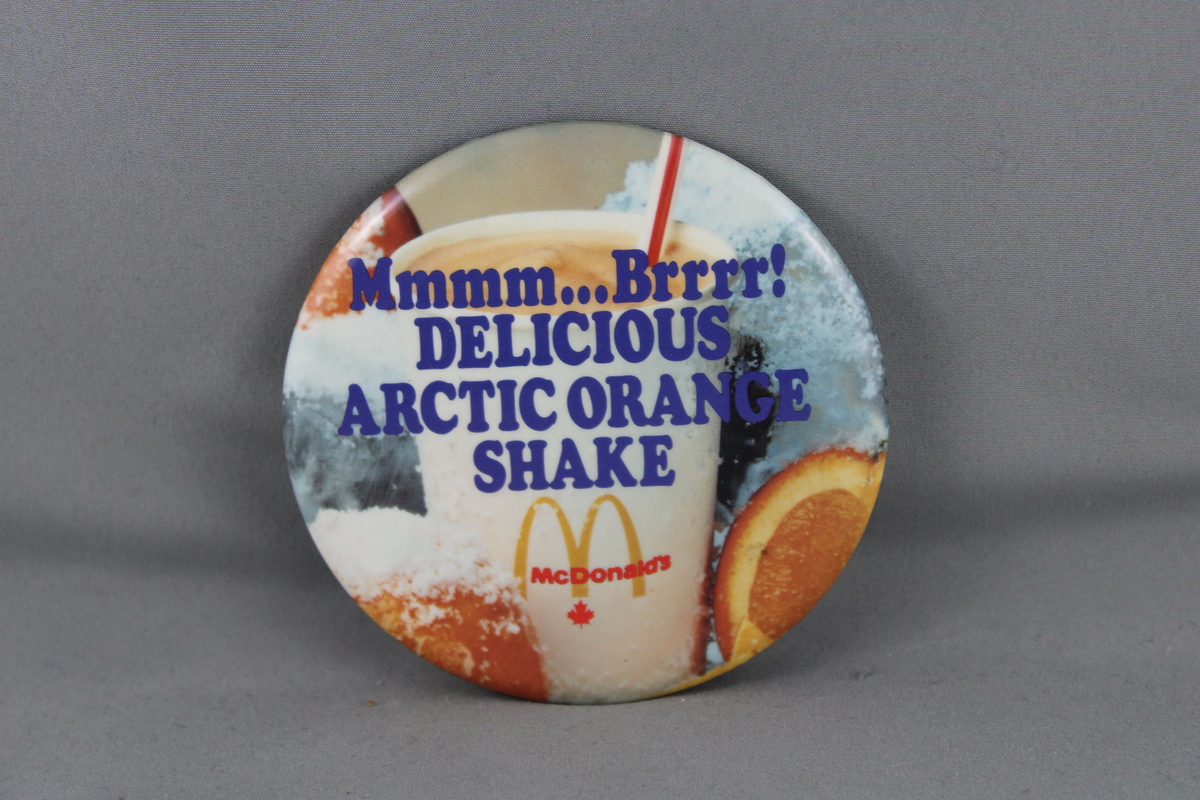 Mmmm...Brrrr!
DELICIOUS
ARCTIC ORANGE
SHAKE
McDonald's